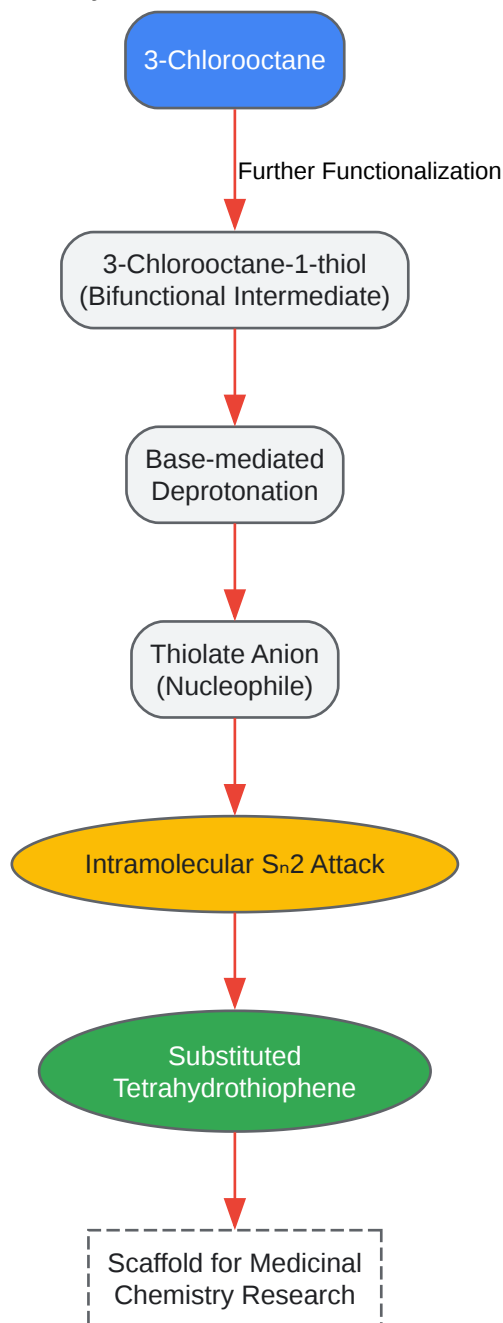 3-Chlorooctane
Further Functionalization
3-Chlorooctane-1-thiol
(Bifunctional Intermediate)
Base-mediated
Deprotonation
Thiolate Anion
(Nucleophile)
Intramolecular Sₙ2 Attack
Substituted
Tetrahydrothiophene
Scaffold for Medicinal
Chemistry Research